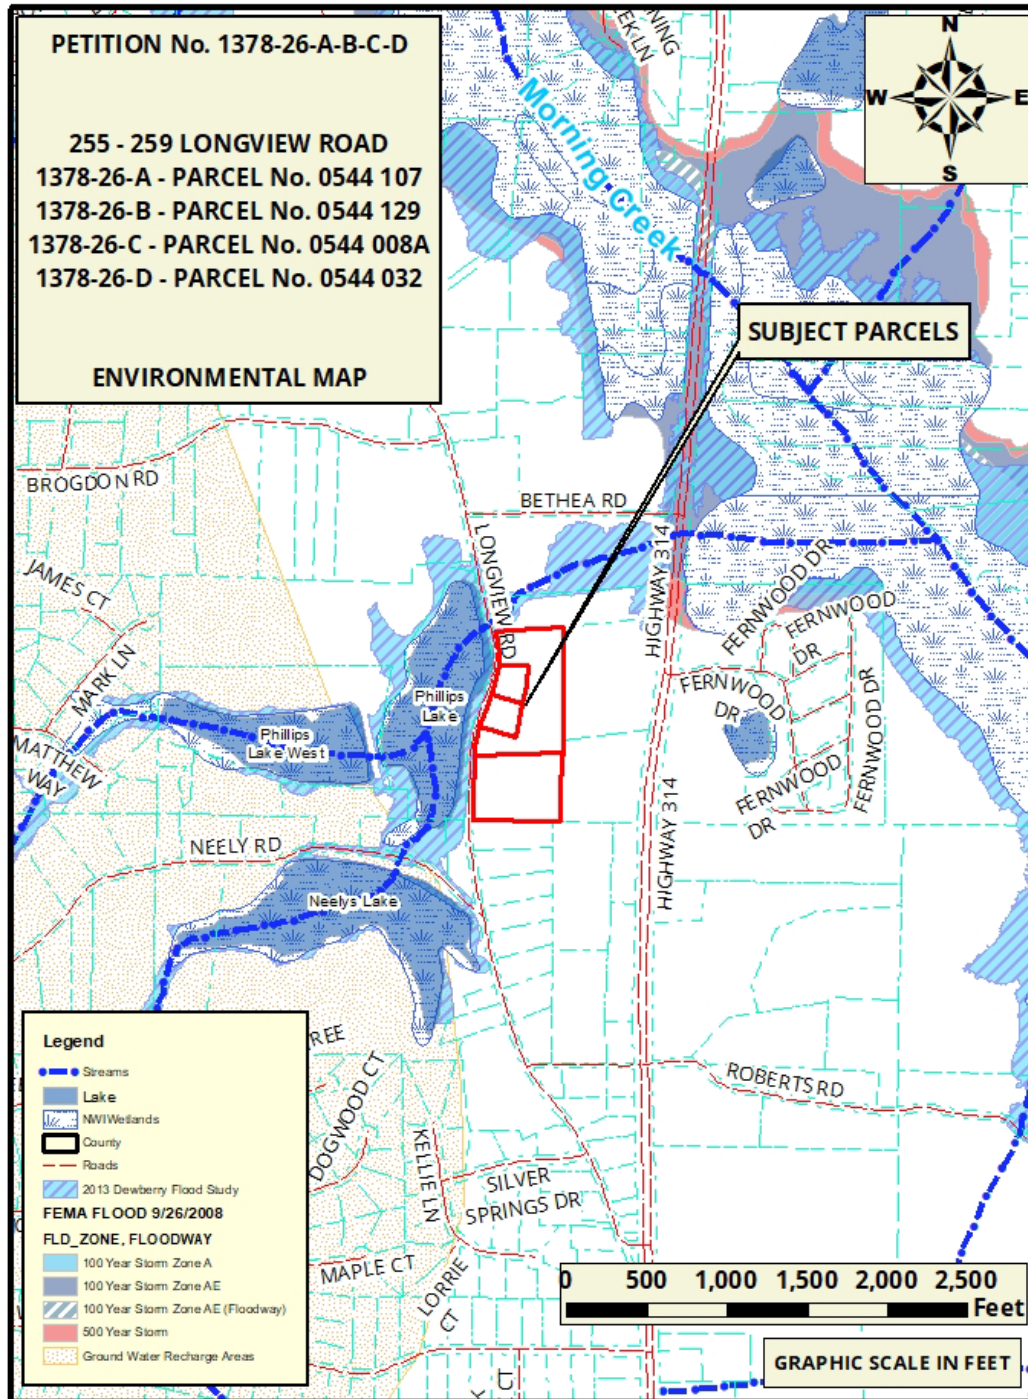 PETITION No. 1378-26-A-B-C-D
255 - 259 LONGVIEW ROAD
1378-26-A - PARCEL No. 0544 107
1378-26-B - PARCEL No. 0544 129
1378-26-C - PARCEL No. 0544 008A
1378-26-D - PARCEL No. 0544 032
ENVIRONMENTAL MAP
N
W
E
S
Morning Creek
SUBJECT PARCELS
BROGDON RD
BETHEA RD
LONGVIEW RD
HIGHWAY 314
JAMES CT
MARK LN
MATTHEW
WAY
Phillips
Lake
Phillips
Lake West
FERNWOOD DR
FERNWOOD
DR
FERNWOOD
DR
FERNWOOD DR
FERNWOOD
DR
HIGHWAY 314
NEELY RD
Neelys Lake
ROBERTS RD
DOGWOOD CT
KELLIE LN
SILVER
SPRINGS DR
MAPLE CT
LORRIE
CT
CT
Legend
Streams
Lake
NWI Wetlands
County
Roads
2013 Dewberry Flood Study
FEMA FLOOD 9/26/2008
FLD_ZONE, FLOODWAY
100 Year Storm Zone A
100 Year Storm Zone AE
100 Year Storm Zone AE (Floodway)
500 Year Storm
Ground Water Recharge Areas
0 500 1,000 1,500 2,000 2,500
Feet
GRAPHIC SCALE IN FEET